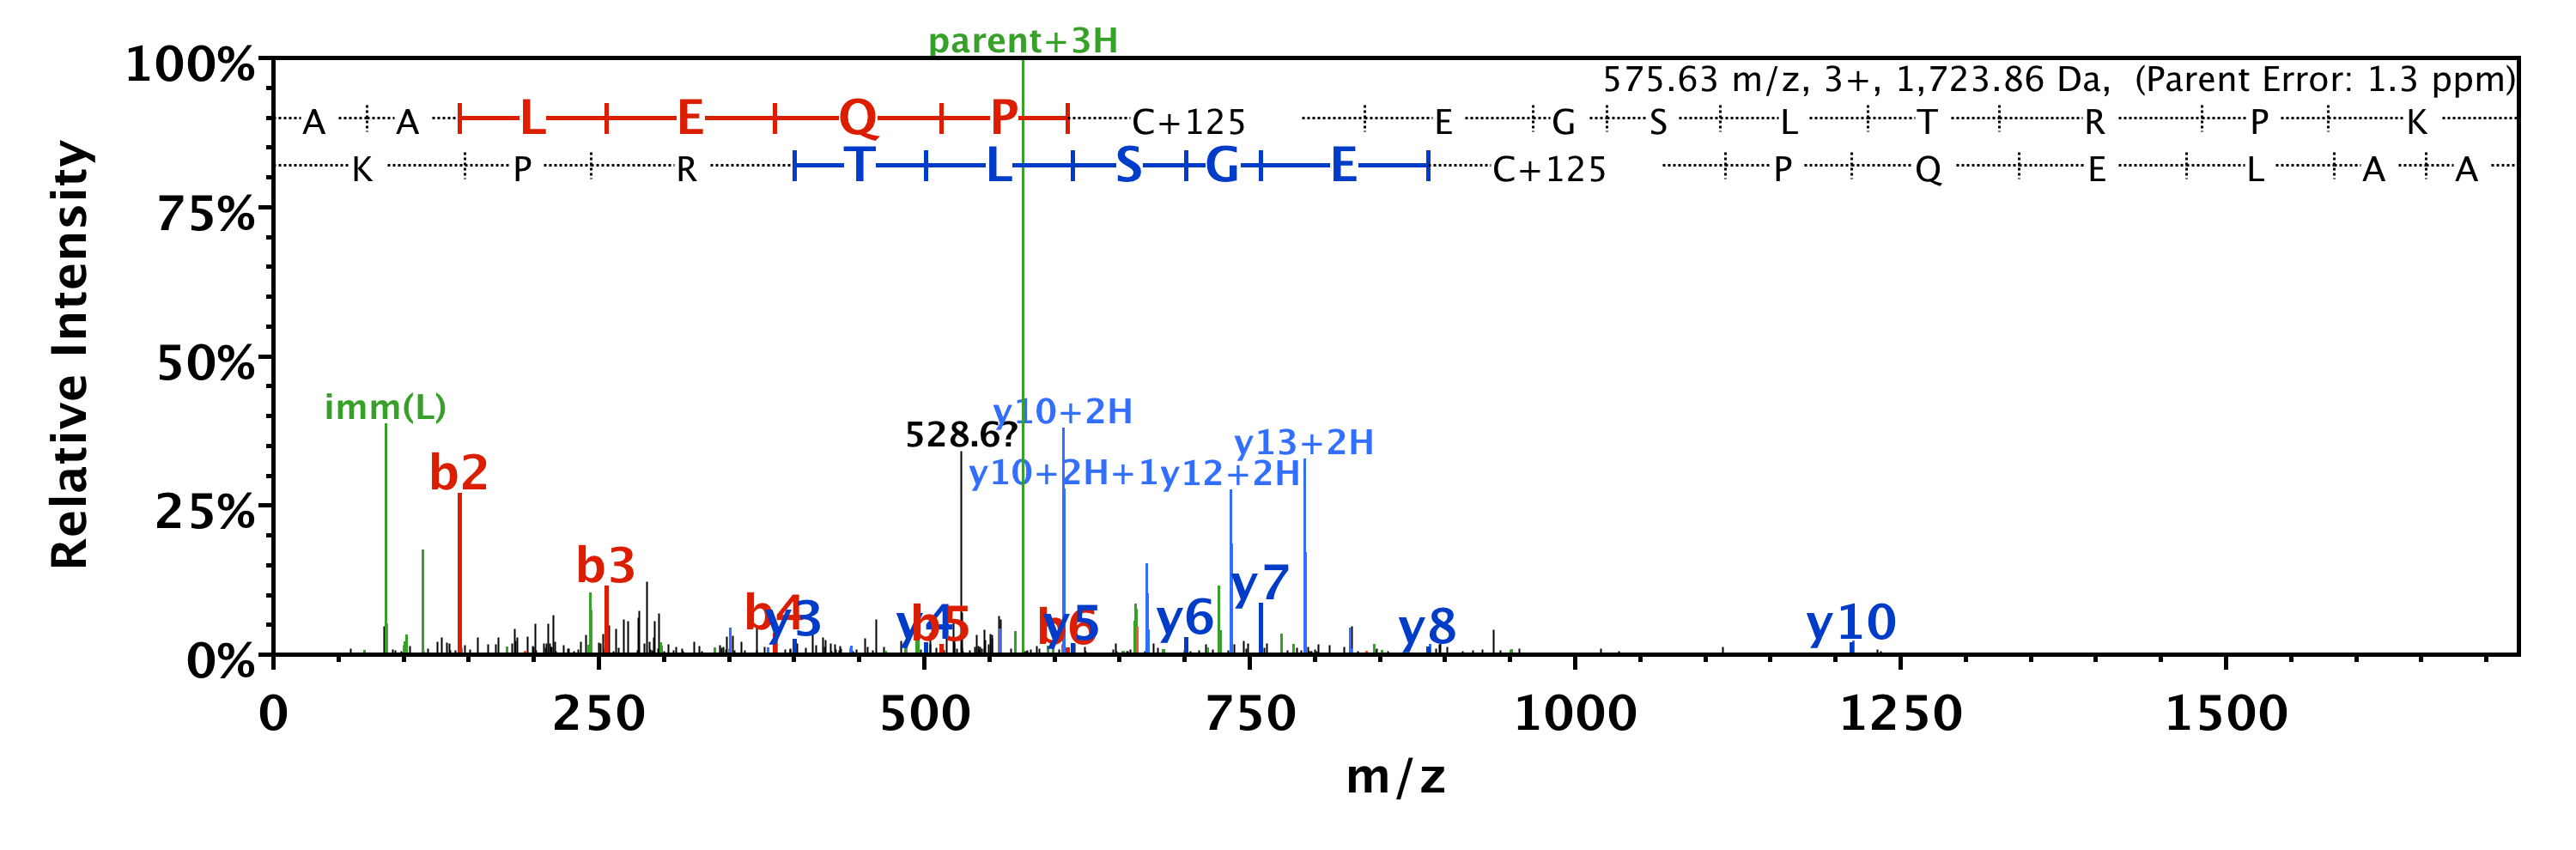 parent+3H
100%
575.63 m/z, 3+, 1,723.86 Da, (Parent Error: 1.3 ppm)
A A L E Q P C+125 E G S L T R P K
K P R T L S G E C+125 P Q E L A A
75%
50%
25%
0%
Relative Intensity
imm(L)
y10+2H
528.6?
y13+2H
b2
y10+2H+1
y12+2H
b3
y7
b4
y3
y4
b5
b6
y5
y6
y8
y10
0 250 500 750 1000 1250 1500
m/z